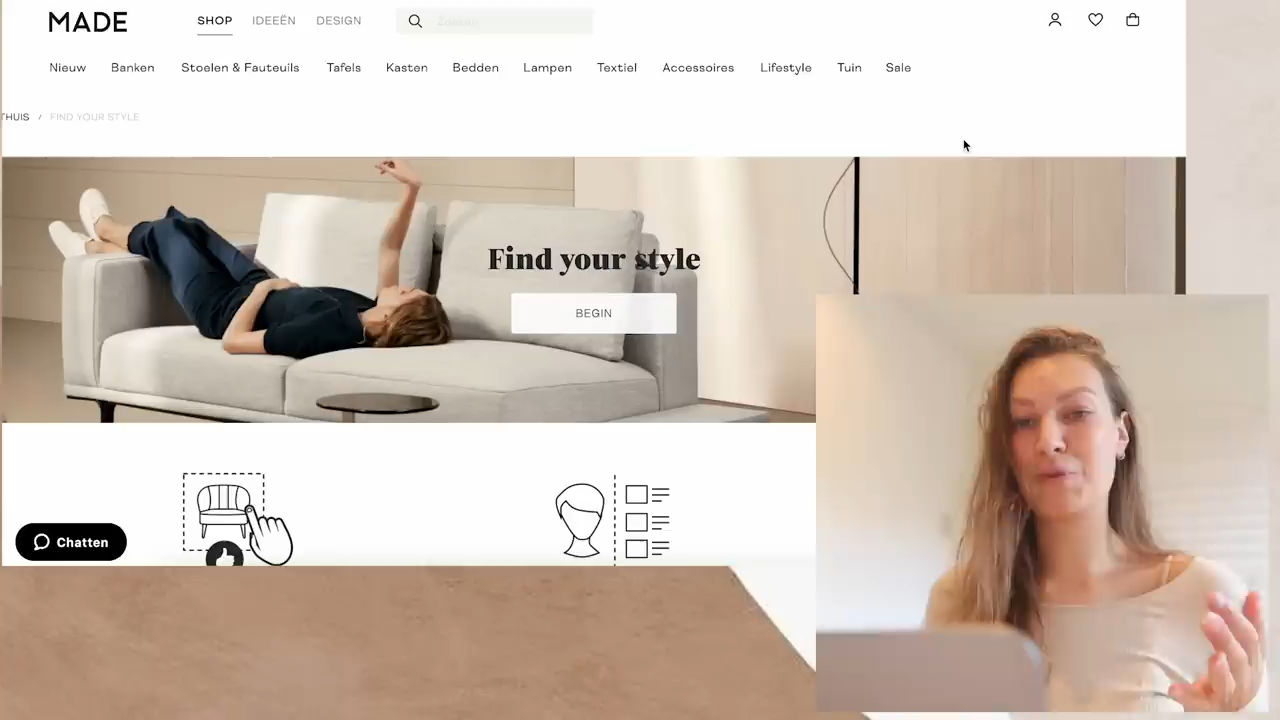 MADE
SHOP IDEEËN DESIGN
Zoeken
Nieuw Banken Stoelen & Fauteuils Tafels Kasten Bedden Lampen Textiel Accessoires Lifestyle Tuin Sale
THUIS / FIND YOUR STYLE
Find your style
BEGIN
Chatten